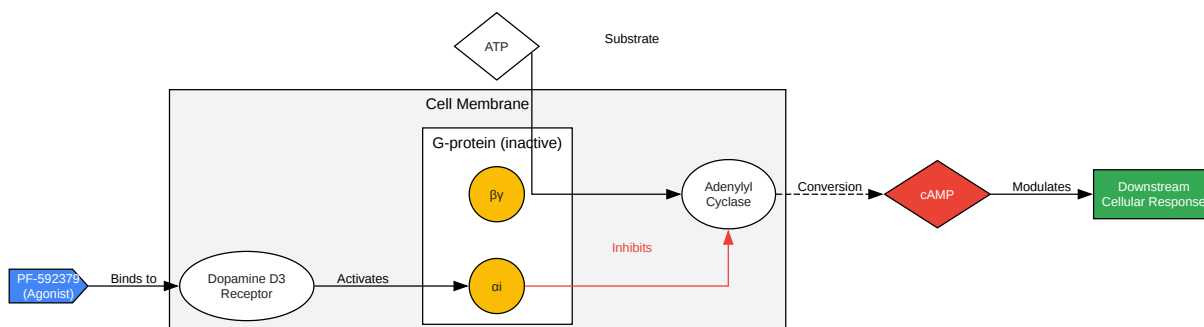 ATP
Substrate
Cell Membrane
G-protein (inactive)
βγ
Adenylyl
Cyclase
Conversion
cAMP
Modulates
Downstream
Cellular Response
Inhibits
PF-592379
(Agonist)
Binds to
Dopamine D3
Receptor
Activates
αi